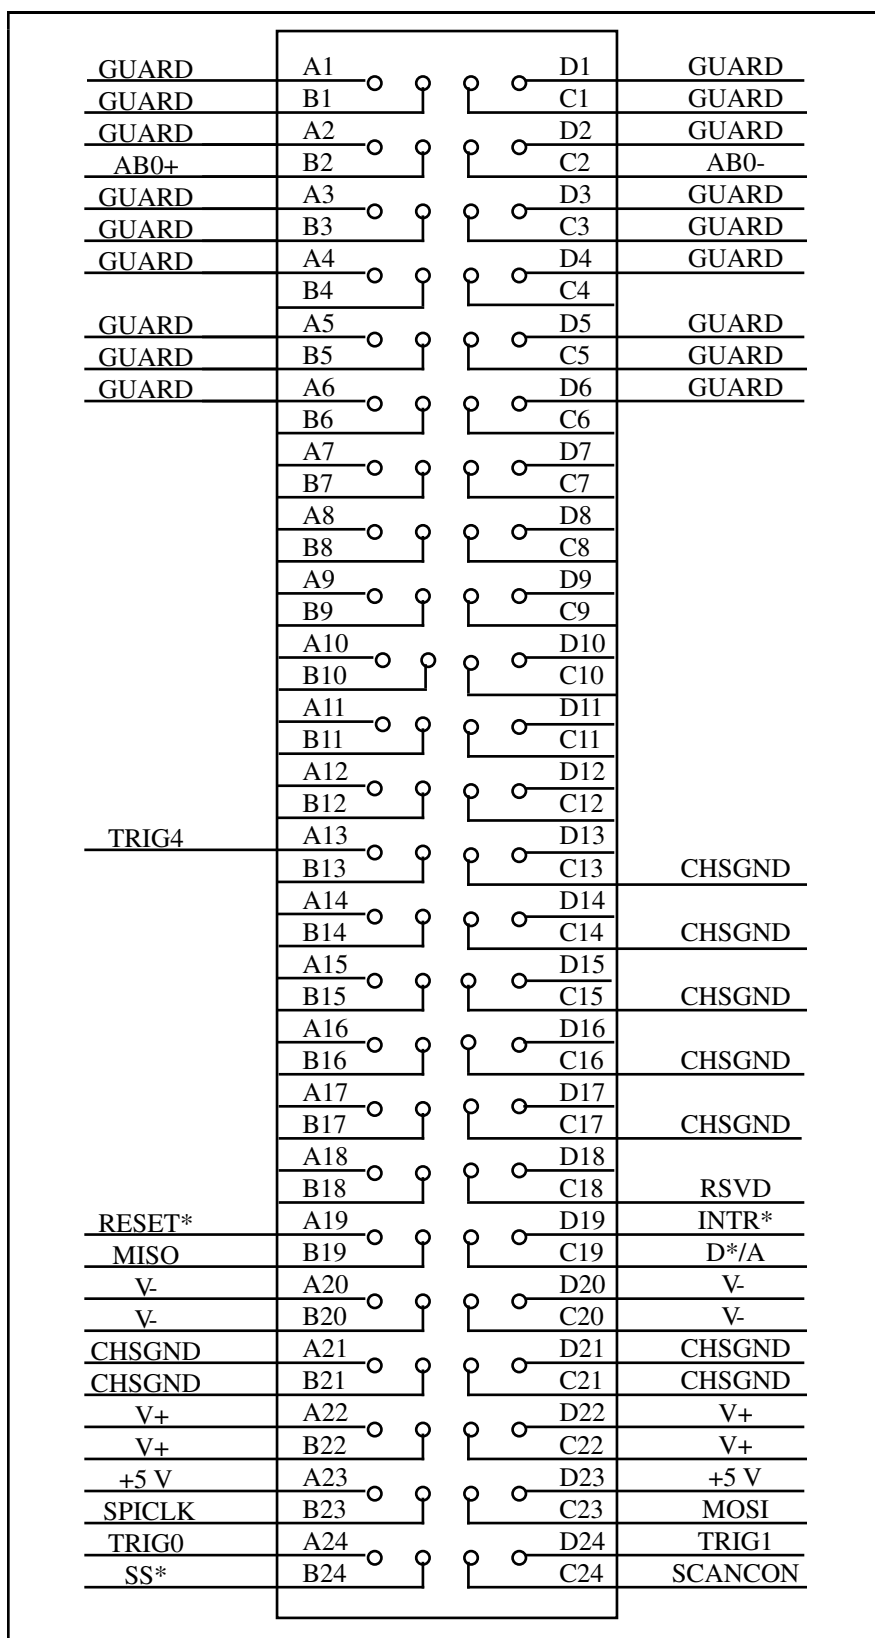 GUARD A1 D1 GUARD
GUARD B1 C1 GUARD
GUARD A2 D2 GUARD
AB0+ B2 C2 AB0-
GUARD A3 D3 GUARD
GUARD B3 C3 GUARD
GUARD A4 D4 GUARD
B4 C4
GUARD A5 D5 GUARD
GUARD B5 C5 GUARD
GUARD A6 D6 GUARD
B6 C6
A7 D7
B7 C7
A8 D8
B8 C8
A9 D9
B9 C9
A10 D10
B10 C10
A11 D11
B11 C11
A12 D12
B12 C12
TRIG4 A13 D13
B13 C13 CHSGND
A14 D14
B14 C14 CHSGND
A15 D15
B15 C15 CHSGND
A16 D16
B16 C16 CHSGND
A17 D17
B17 C17 CHSGND
A18 D18
B18 C18 RSVD
RESET* A19 D19 INTR*
MISO B19 C19 D*/A
V- A20 D20 V-
V- B20 C20 V-
CHSGND A21 D21 CHSGND
CHSGND B21 C21 CHSGND
V+ A22 D22 V+
V+ B22 C22 V+
+5 V A23 D23 +5 V
SPICLK B23 C23 MOSI
TRIG0 A24 D24 TRIG1
SS* B24 C24 SCANCON